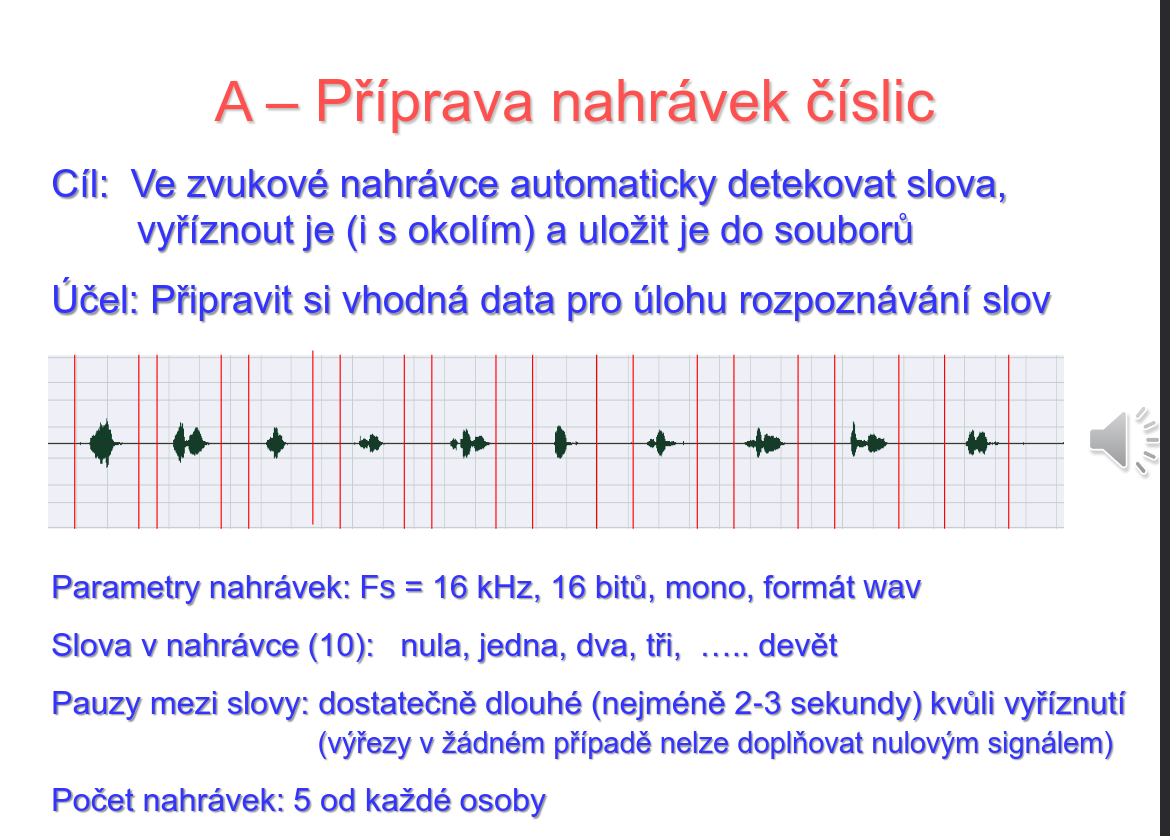 A – Příprava nahrávek číslic
Cíl: Ve zvukové nahrávce automaticky detekovat slova,
vyříznout je (i s okolím) a uložit je do souborů
Účel: Připravit si vhodná data pro úlohu rozpoznávání slov
Parametry nahrávek: Fs = 16 kHz, 16 bitů, mono, formát wav
Slova v nahrávce (10): nula, jedna, dva, tři, ….. devět
Pauzy mezi slovy: dostatečně dlouhé (nejméně 2-3 sekundy) kvůli vyříznutí
(výřezy v žádném případě nelze doplňovat nulovým signálem)
Počet nahrávek: 5 od každé osoby